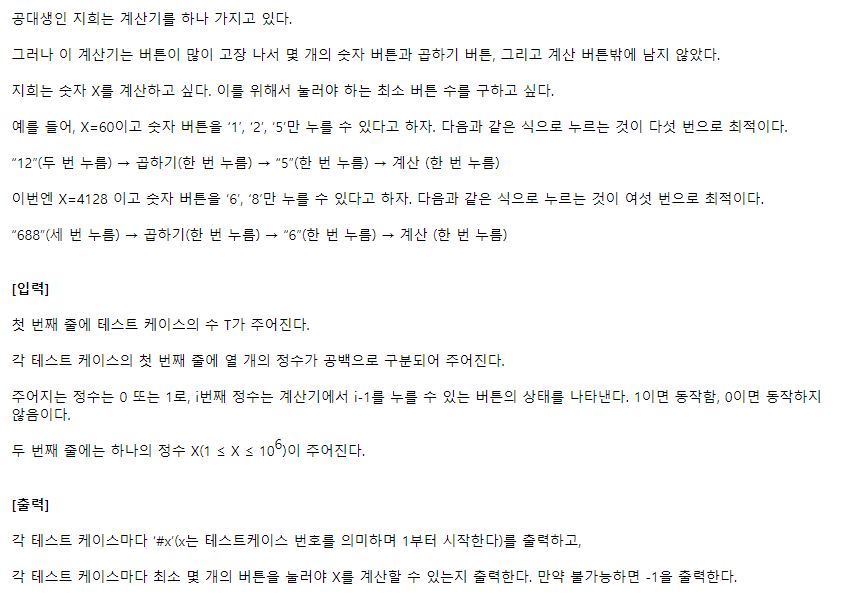 공대생인 지희는 계산기를 하나 가지고 있다.
그러나 이 계산기는 버튼이 많이 고장 나서 몇 개의 숫자 버튼과 곱하기 버튼, 그리고 계산 버튼밖에 남지 않았다.
지희는 숫자 X를 계산하고 싶다. 이를 위해서 눌러야 하는 최소 버튼 수를 구하고 싶다.
예를 들어, X=60이고 숫자 버튼을 ‘1’, ‘2’, ‘5’만 누를 수 있다고 하자. 다음과 같은 식으로 누르는 것이 다섯 번으로 최적이다.
“12”(두 번 누름) → 곱하기(한 번 누름) → “5”(한 번 누름) → 계산 (한 번 누름)
이번엔 X=4128 이고 숫자 버튼을 ‘6’, ‘8’만 누를 수 있다고 하자. 다음과 같은 식으로 누르는 것이 여섯 번으로 최적이다.
“688”(세 번 누름) → 곱하기(한 번 누름) → “6”(한 번 누름) → 계산 (한 번 누름)
[입력]
첫 번째 줄에 테스트 케이스의 수 T가 주어진다.
각 테스트 케이스의 첫 번째 줄에 열 개의 정수가 공백으로 구분되어 주어진다.
주어지는 정수는 0 또는 1로, i번째 정수는 계산기에서 i-1를 누를 수 있는 버튼의 상태를 나타낸다. 1이면 동작함, 0이면 동작하지
않음이다.
두 번째 줄에는 하나의 정수 X(1 ≤ X ≤ 10⁶)이 주어진다.
[출력]
각 테스트 케이스마다 ‘#x’(x는 테스트케이스 번호를 의미하며 1부터 시작한다)를 출력하고,
각 테스트 케이스마다 최소 몇 개의 버튼을 눌러야 X를 계산할 수 있는지 출력한다. 만약 불가능하면 -1을 출력한다.